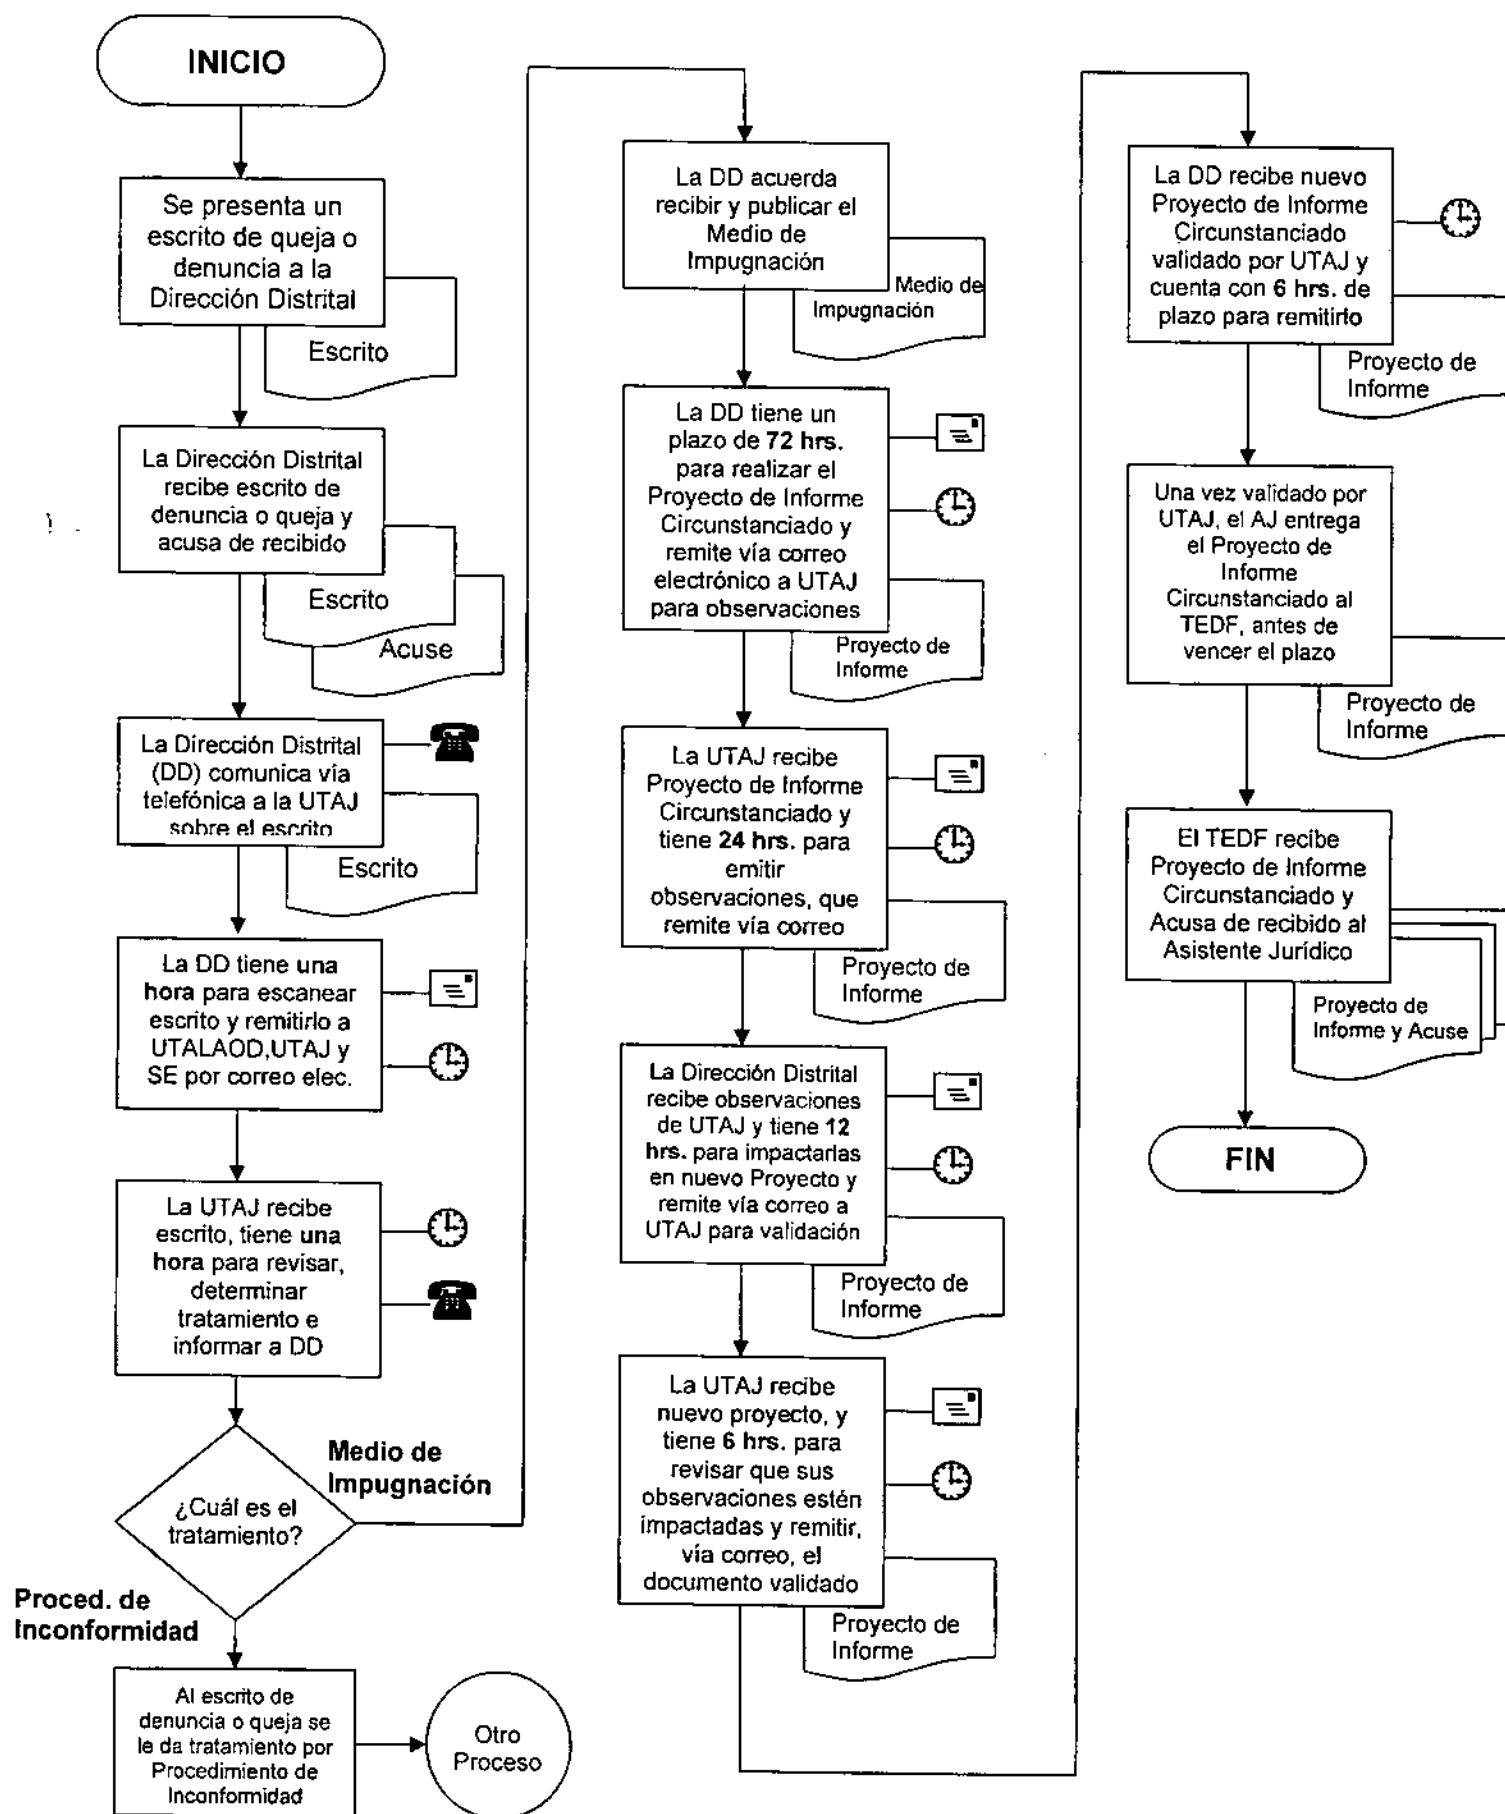 INICIO
Se presenta un
escrito de queja o
denuncia a la
Dirección Distrital
Escrito
La Dirección Distrital
recibe escrito de
denuncia o queja y
acusa de recibido
Escrito
Acuse
La Dirección Distrital
(DD) comunica vía
telefónica a la UTAJ
sobre el escrito
Escrito
La DD tiene una
hora para escanear
escrito y remitirlo a
UTALAOD,UTAJ y
SE por correo elec.
La UTAJ recibe
escrito, tiene una
hora para revisar,
determinar
tratamiento e
informar a DD
¿Cuál es el
tratamiento?
Medio de
Impugnación
Proced. de
Inconformidad
Al escrito de
denuncia o queja se
le da tratamiento por
Procedimiento de
Inconformidad
Otro
Proceso
La DD acuerda
recibir y publicar el
Medio de
Impugnación
Medio de
Impugnación
La DD tiene un
plazo de 72 hrs.
para realizar el
Proyecto de Informe
Circunstanciado y
remite vía correo
electrónico a UTAJ
para observaciones
Proyecto de
Informe
La UTAJ recibe
Proyecto de Informe
Circunstanciado y
tiene 24 hrs. para
emitir
observaciones, que
remite vía correo
Proyecto de
Informe
La Dirección Distrital
recibe observaciones
de UTAJ y tiene 12
hrs. para impactarlas
en nuevo Proyecto y
remite vía correo a
UTAJ para validación
Proyecto de
Informe
La UTAJ recibe
nuevo proyecto, y
tiene 6 hrs. para
revisar que sus
observaciones estén
impactadas y remitir,
vía correo, el
documento validado
Proyecto de
Informe
La DD recibe nuevo
Proyecto de Informe
Circunstanciado
validado por UTAJ y
cuenta con 6 hrs. de
plazo para remitirlo
Proyecto de
Informe
Una vez validado por
UTAJ, el AJ entrega
el Proyecto de
Informe
Circunstanciado al
TEDF, antes de
vencer el plazo
Proyecto de
Informe
El TEDF recibe
Proyecto de Informe
Circunstanciado y
Acusa de recibido al
Asistente Jurídico
Proyecto de
Informe y Acuse
FIN